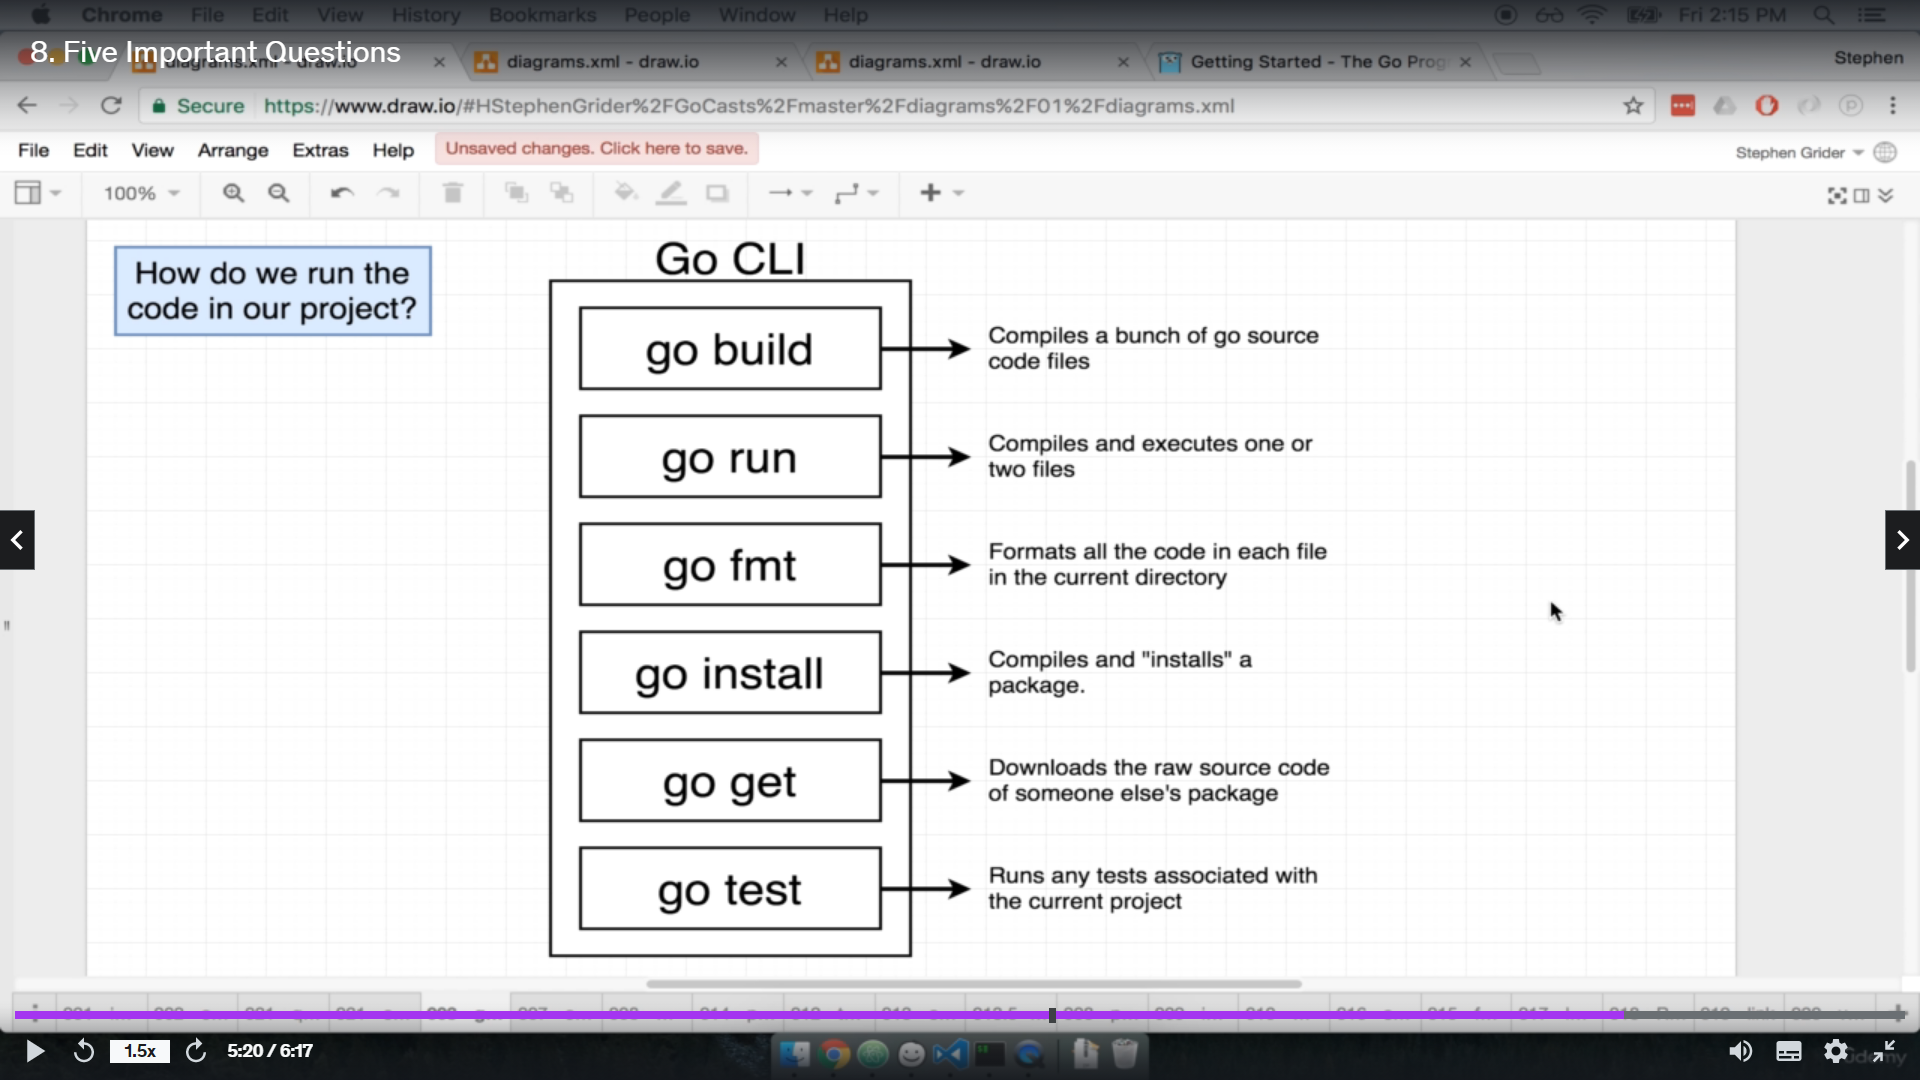 Chrome File Edit View History Bookmarks People Window Help
Fri 2:15 PM
8. Five Important Questions
diagrams.xml - draw.io
diagrams.xml - draw.io
diagrams.xml - draw.io
Getting Started - The Go Prog
Stephen
Secure https://www.draw.io/#HStephenGrider%2FGoCasts%2Fmaster%2Fdiagrams%2F01%2Fdiagrams.xml
File Edit View Arrange Extras Help
Unsaved changes. Click here to save.
Stephen Grider
100%
How do we run the
code in our project?
Go CLI
go build
Compiles a bunch of go source
code files
go run
Compiles and executes one or
two files
go fmt
Formats all the code in each file
in the current directory
go install
Compiles and "installs" a
package.
go get
Downloads the raw source code
of someone else's package
go test
Runs any tests associated with
the current project
1.5x
5:20 / 6:17
Udemy